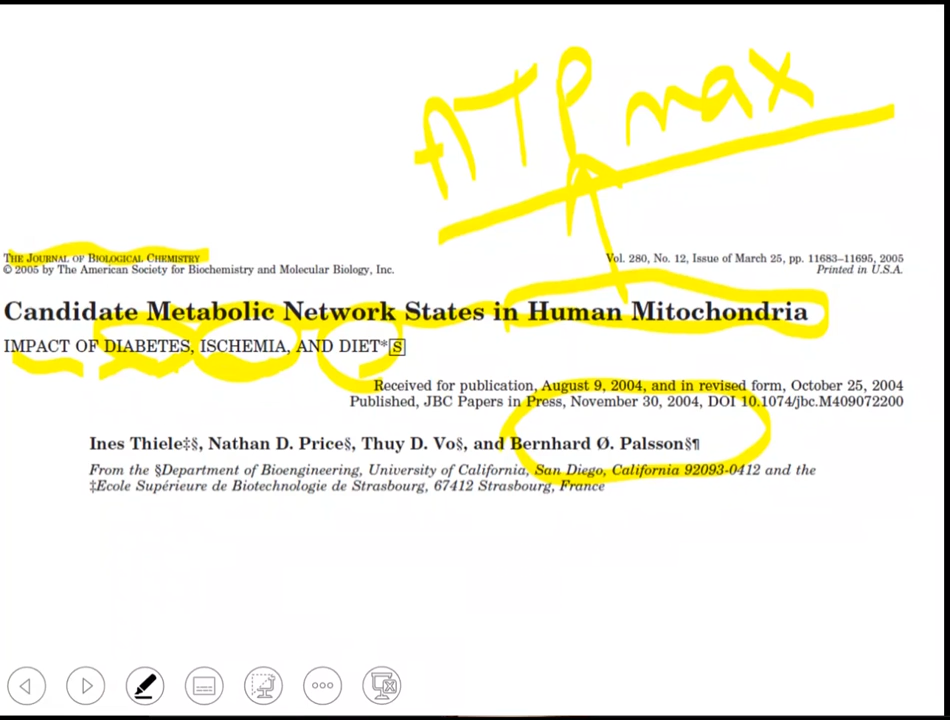 ATP max
THE JOURNAL OF BIOLOGICAL CHEMISTRY
© 2005 by The American Society for Biochemistry and Molecular Biology, Inc.
Vol. 280, No. 12, Issue of March 25, pp. 11683–11695, 2005
Printed in U.S.A.
Candidate Metabolic Network States in Human Mitochondria
IMPACT OF DIABETES, ISCHEMIA, AND DIET*[S]
Received for publication, August 9, 2004, and in revised form, October 25, 2004
Published, JBC Papers in Press, November 30, 2004, DOI 10.1074/jbc.M409072200
Ines Thiele‡§, Nathan D. Price§, Thuy D. Vo§, and Bernhard Ø. Palsson§¶
From the §Department of Bioengineering, University of California, San Diego, California 92093-0412 and the
‡Ecole Supérieure de Biotechnologie de Strasbourg, 67412 Strasbourg, France